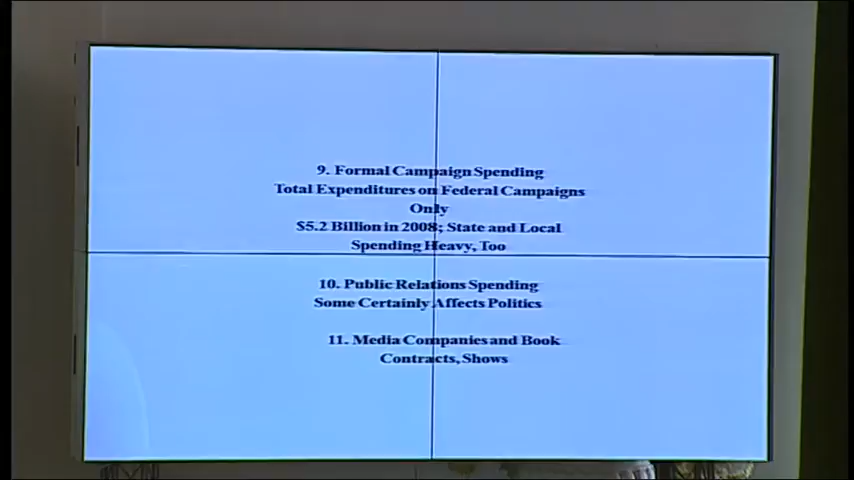 9. Formal Campaign Spending
Total Expenditures on Federal Campaigns
Only
$5.2 Billion in 2008; State and Local
Spending Heavy, Too
10. Public Relations Spending
Some Certainly Affects Politics
11. Media Companies and Book
Contracts, Shows